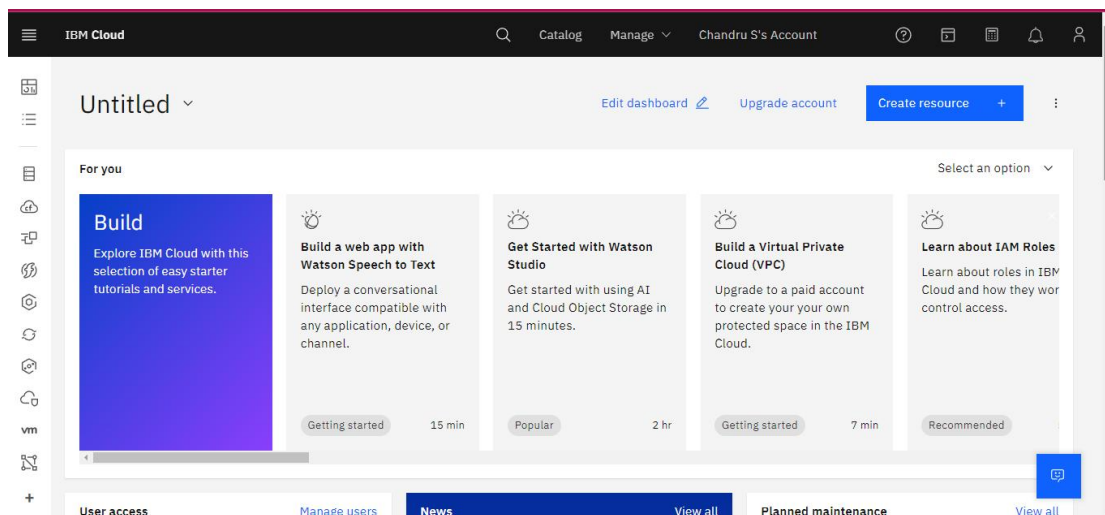 IBM Cloud
Catalog
Manage
Chandru S's Account
Untitled
Edit dashboard
Upgrade account
Create resource +
For you
Select an option
Build
Explore IBM Cloud with this
selection of easy starter
tutorials and services.
Build a web app with
Watson Speech to Text
Deploy a conversational
interface compatible with
any application, device, or
channel.
Getting started
15 min
Get Started with Watson
Studio
Get started with using AI
and Cloud Object Storage in
15 minutes.
Popular
2 hr
Build a Virtual Private
Cloud (VPC)
Upgrade to a paid account
to create your your own
protected space in the IBM
Cloud.
Getting started
7 min
Learn about IAM Roles
Learn about roles in IBM
Cloud and how they wor
control access.
Recommended
vm
User access
Manage users
News
View all
Planned maintenance
View all